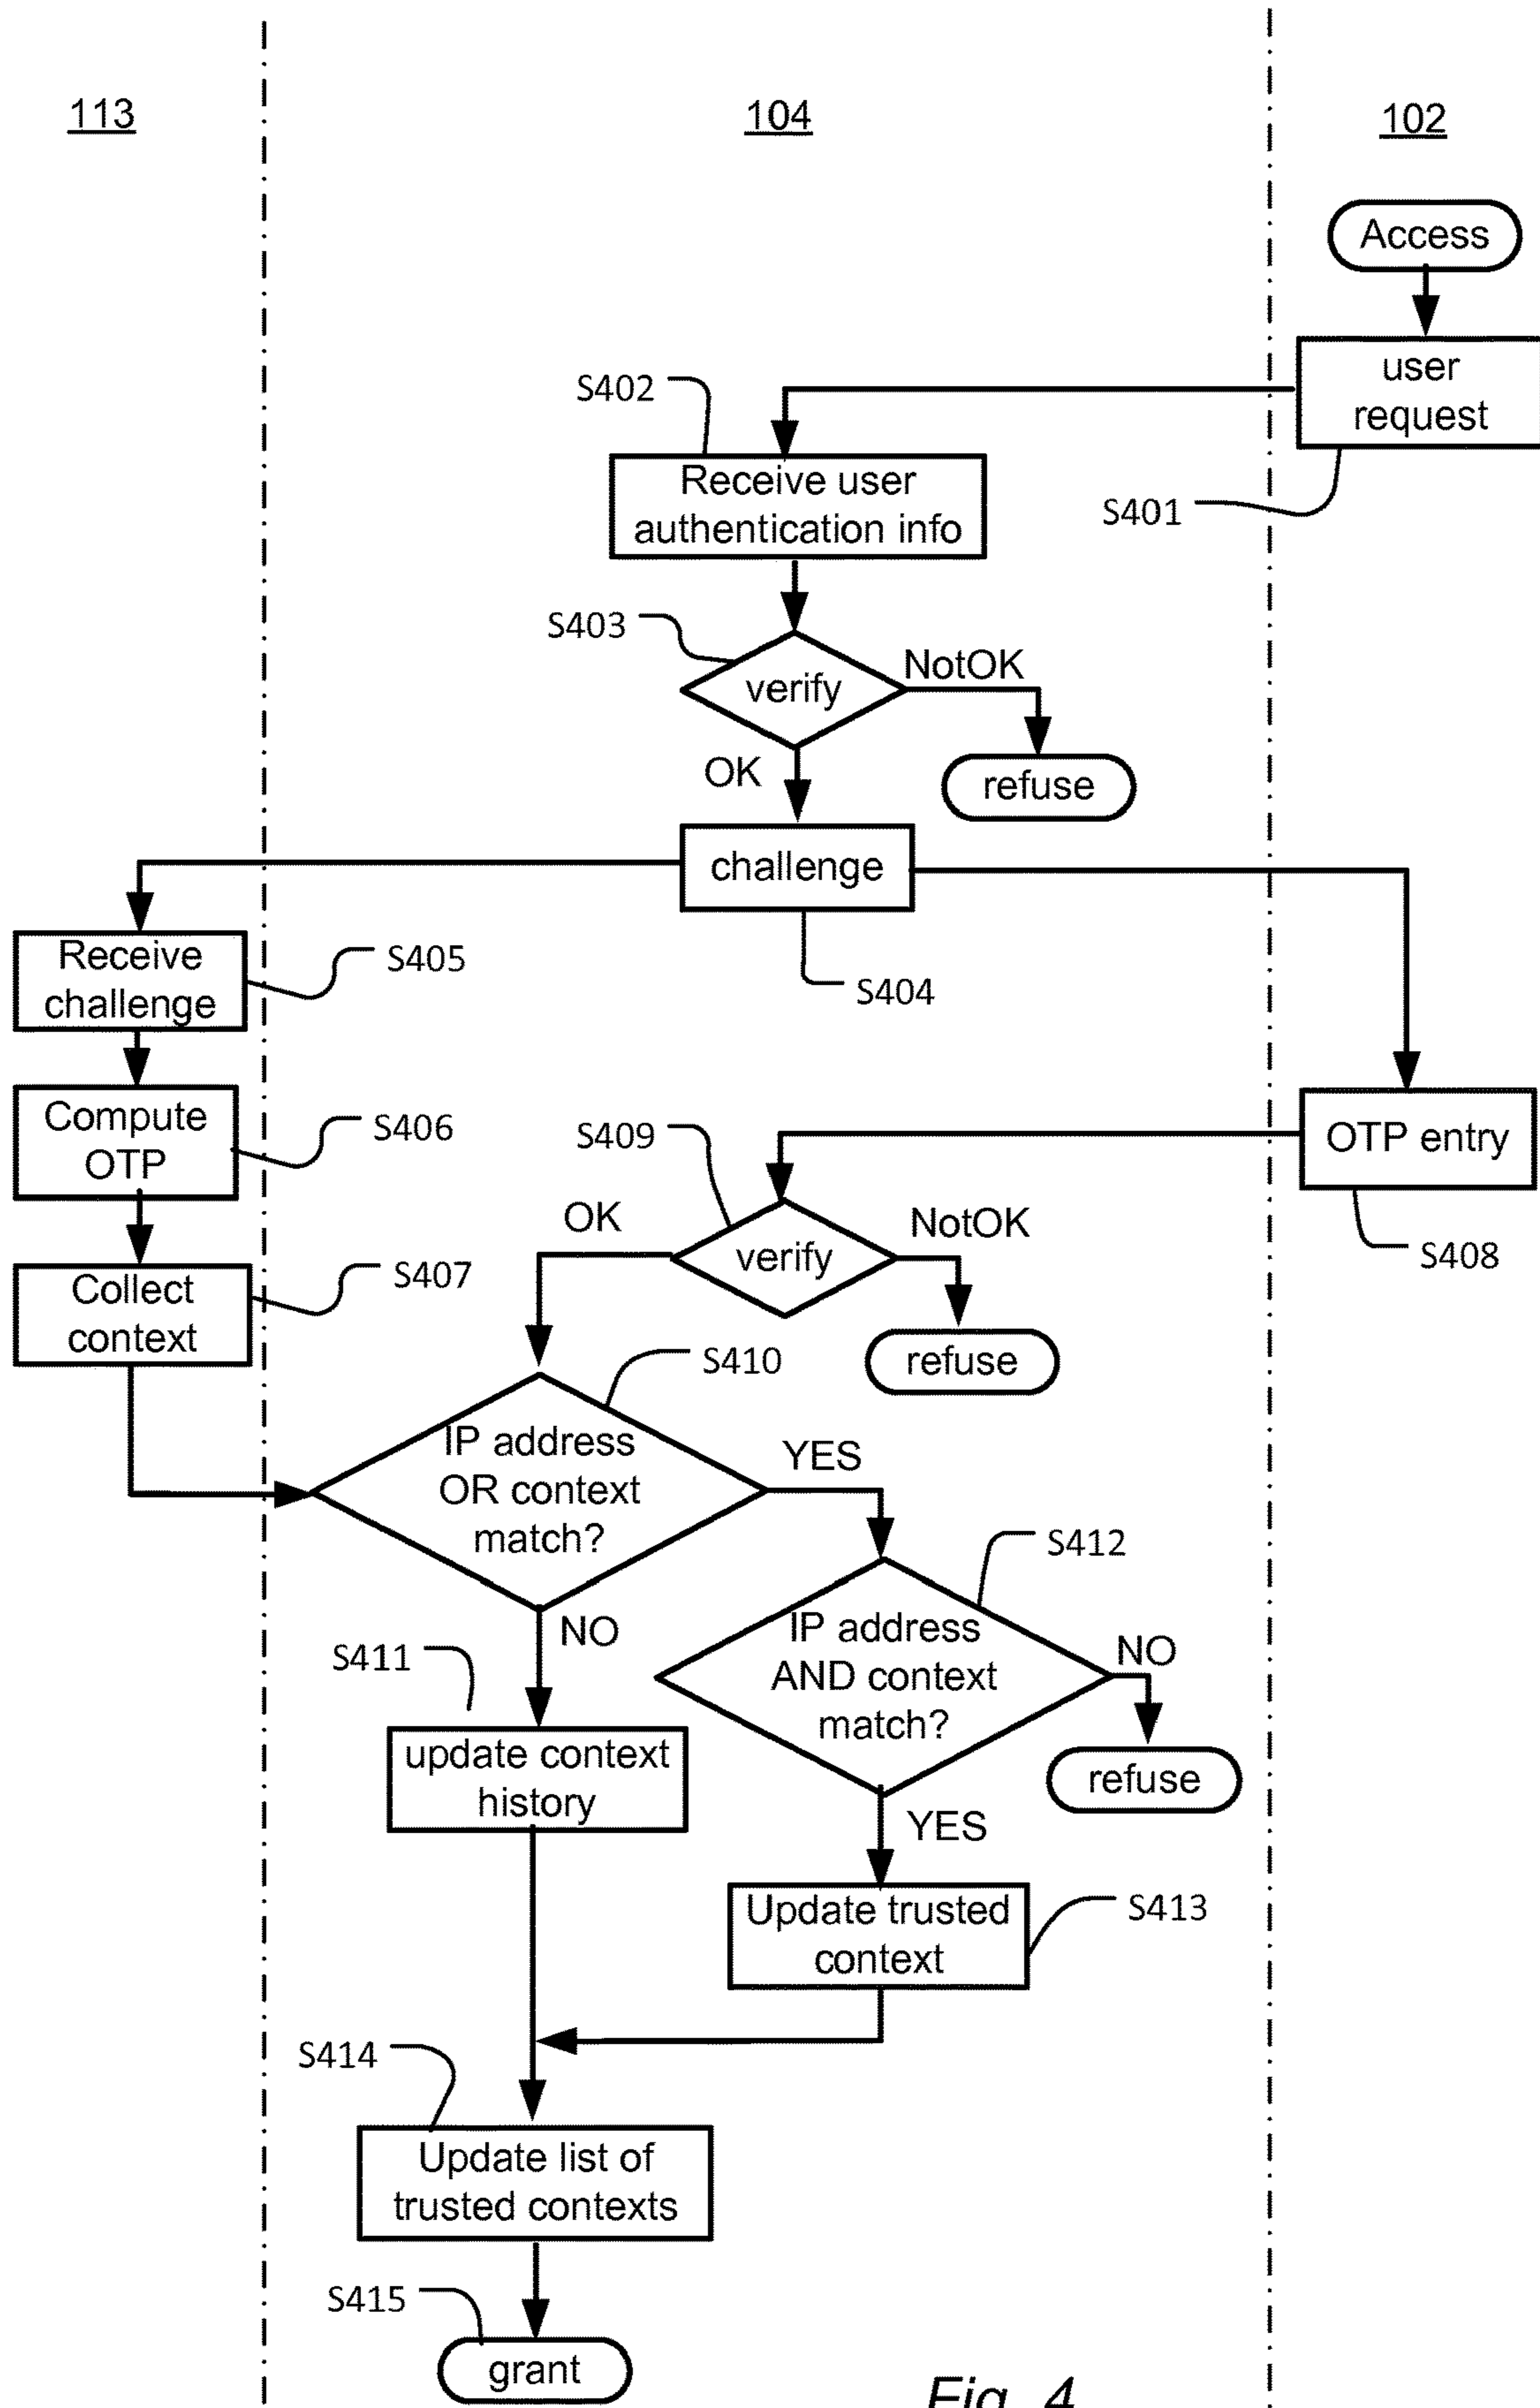 113
104
102
Access
user
request
S402
Receive user
authentication info
S401
S403
verify
NotOK
OK
refuse
challenge
Receive
challenge
S405
S404
Compute
OTP
S406
S409
OTP entry
OK
NotOK
verify
S408
Collect
context
S407
refuse
S410
IP address
OR context
match?
YES
S412
NO
S411
IP address
AND context
match?
NO
update context
history
refuse
YES
Update trusted
context
S413
S414
Update list of
trusted contexts
S415
grant
Fig. 4